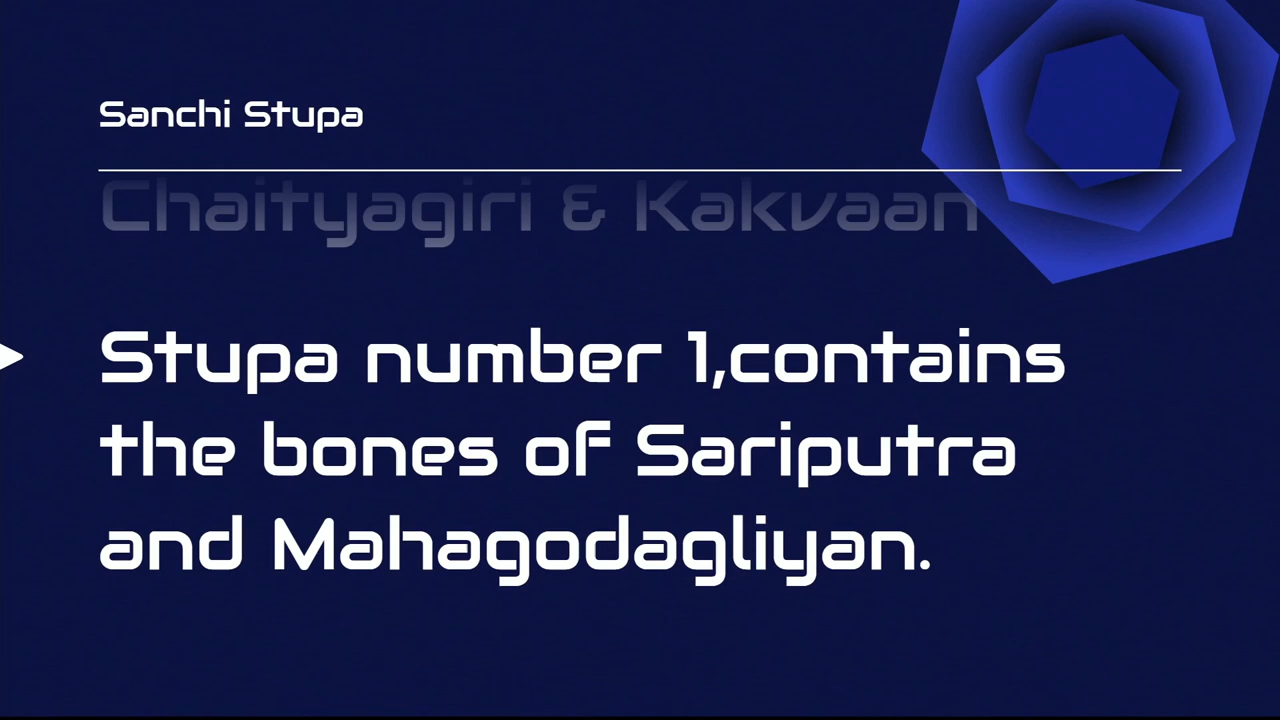 Sanchi Stupa
Chaityagiri & Kakvaan
Stupa number 1,contains
the bones of Sariputra
and Mahagodagliyan.